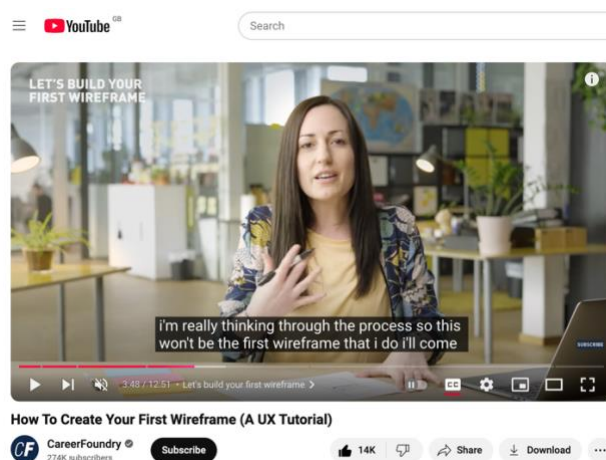 YouTube GB
Search
LET'S BUILD YOUR
FIRST WIREFRAME
i'm really thinking through the process so this
won't be the first wireframe that i do i'll come
SUBSCRIBE
3:48 / 12:51 • Let's build your first wireframe
CC
How To Create Your First Wireframe (A UX Tutorial)
CF
CareerFoundry
274K subscribers
Subscribe
14K
Share
Download